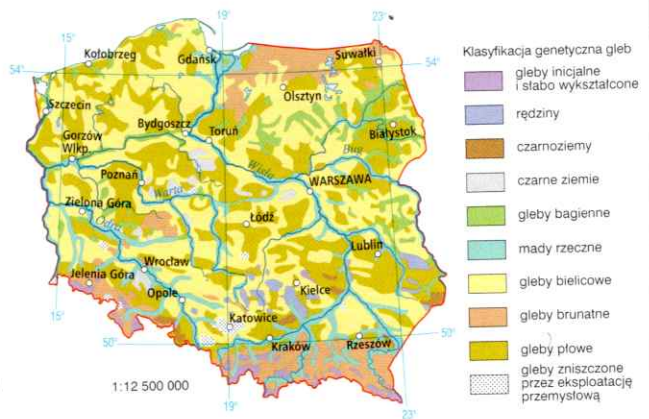 15°
19°
23°
Kołobrzeg
Gdańsk
Suwałki
54°
54°
Olsztyn
Szczecin
Bydgoszcz
Toruń
Białystok
Gorzów
Wlkp.
Poznań
Warta
Wisła
Bug
WARSZAWA
Zielona Góra
Odra
Łódź
Lublin
Wrocław
Jelenia Góra
Opole
Kielce
15°
Katowice
50°
Kraków
Rzeszów
50°
1:12 500 000
19°
23°
Klasyfikacja genetyczna gleb
gleby inicjalne
i słabo wykształcone
rędziny
czarnoziemy
czarne ziemie
gleby bagienne
mady rzeczne
gleby bielicowe
gleby brunatne
gleby płowe
gleby zniszczone
przez eksploatację
przemysłową